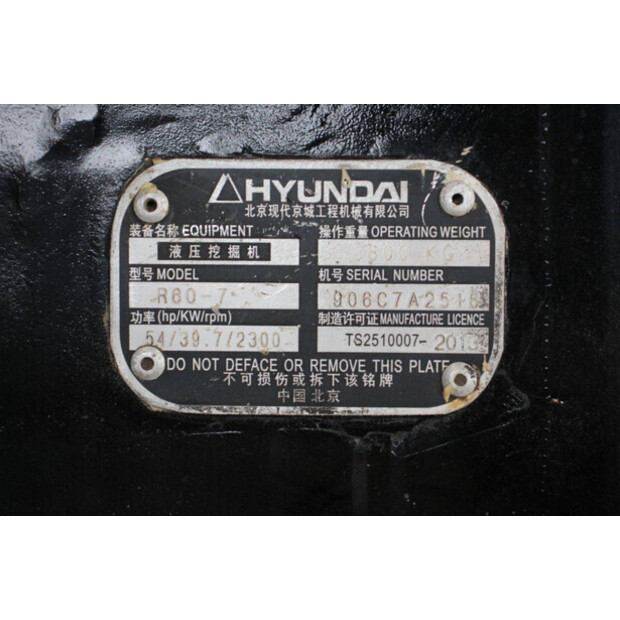 HYUNDAI
北京现代京城工程机械有限公司
装备名称 EQUIPMENT 操作重量 OPERATING WEIGHT
液压挖掘机 KG
型号 MODEL 机号 SERIAL NUMBER
R60-7
功率 (hp/KW/rpm) 制造许可证 MANUFACTURE LICENCE
54/39.7/2300 TS2510007-2010
DO NOT DEFACE OR REMOVE THIS PLATE
不可损伤或拆下该铭牌
中国 北京